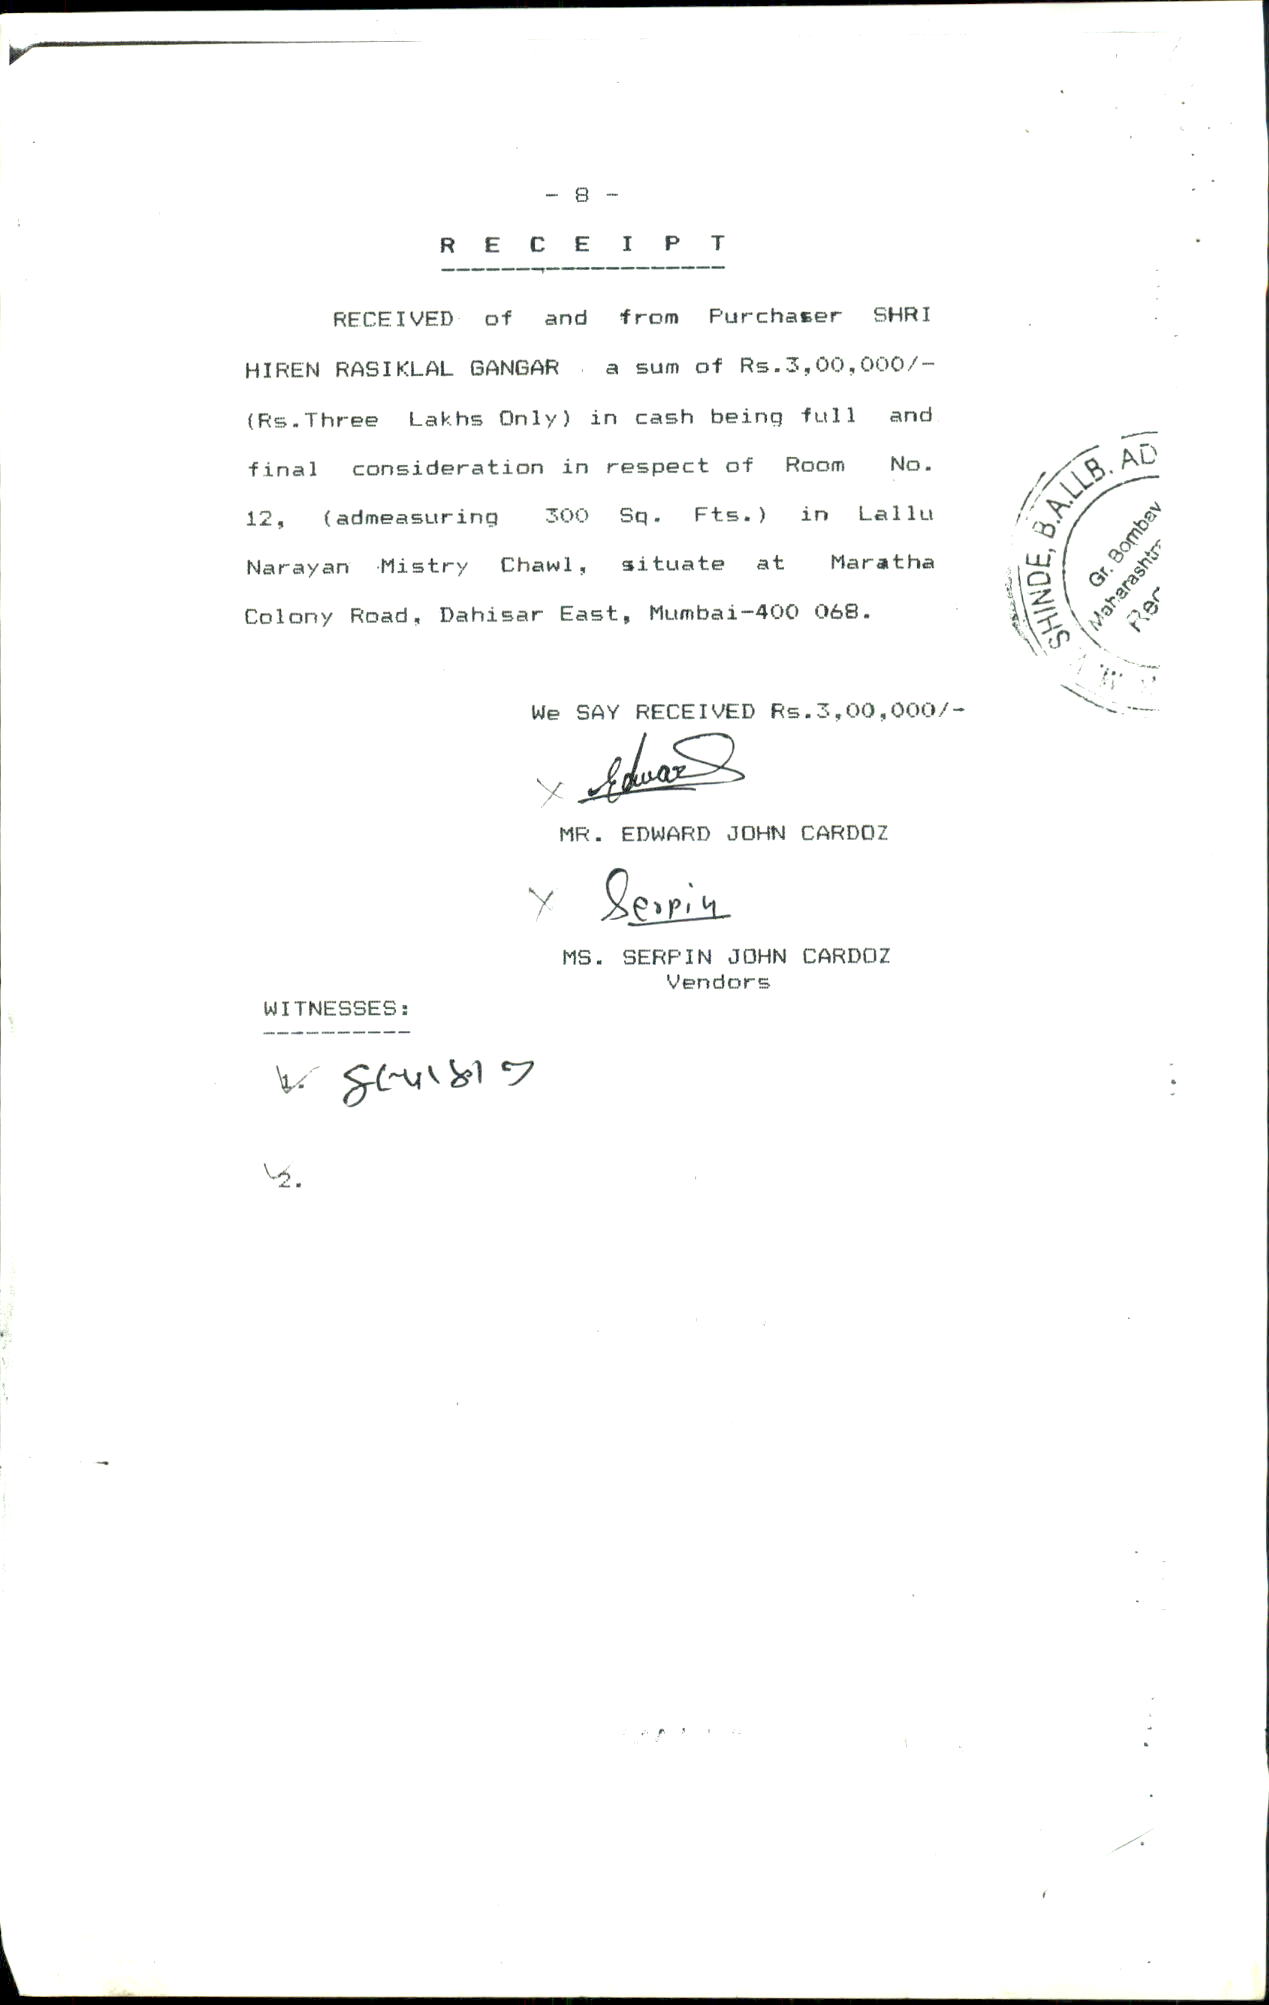 - 8 -
R E C E I P T
RECEIVED of and from Purchaser SHRI
HIREN RASIKLAL GANGAR a sum of Rs.3,00,000/-
(Rs.Three Lakhs Only) in cash being full and
final consideration in respect of Room No.
12, (admeasuring 300 Sq. Fts.) in Lallu
Narayan Mistry Chawl, situate at Maratha
Colony Road, Dahisar East, Mumbai-400 068.
SHINDE, B.A.LLB. AD
Gr. Bombay
Maharashtra
We SAY RECEIVED Rs.3,00,000/-
Edward
MR. EDWARD JOHN CARDOZ
Serpin
MS. SERPIN JOHN CARDOZ
Vendors
WITNESSES:
1.
2.